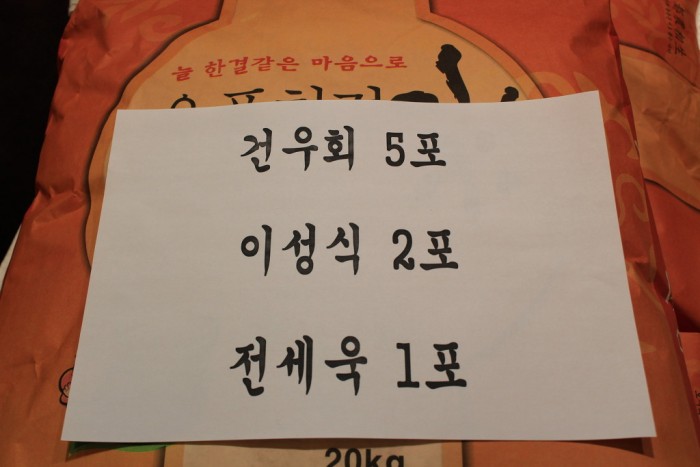 늘 한결같은 마음으로
건우회 5포
이성식 2포
전세욱 1포
20kg